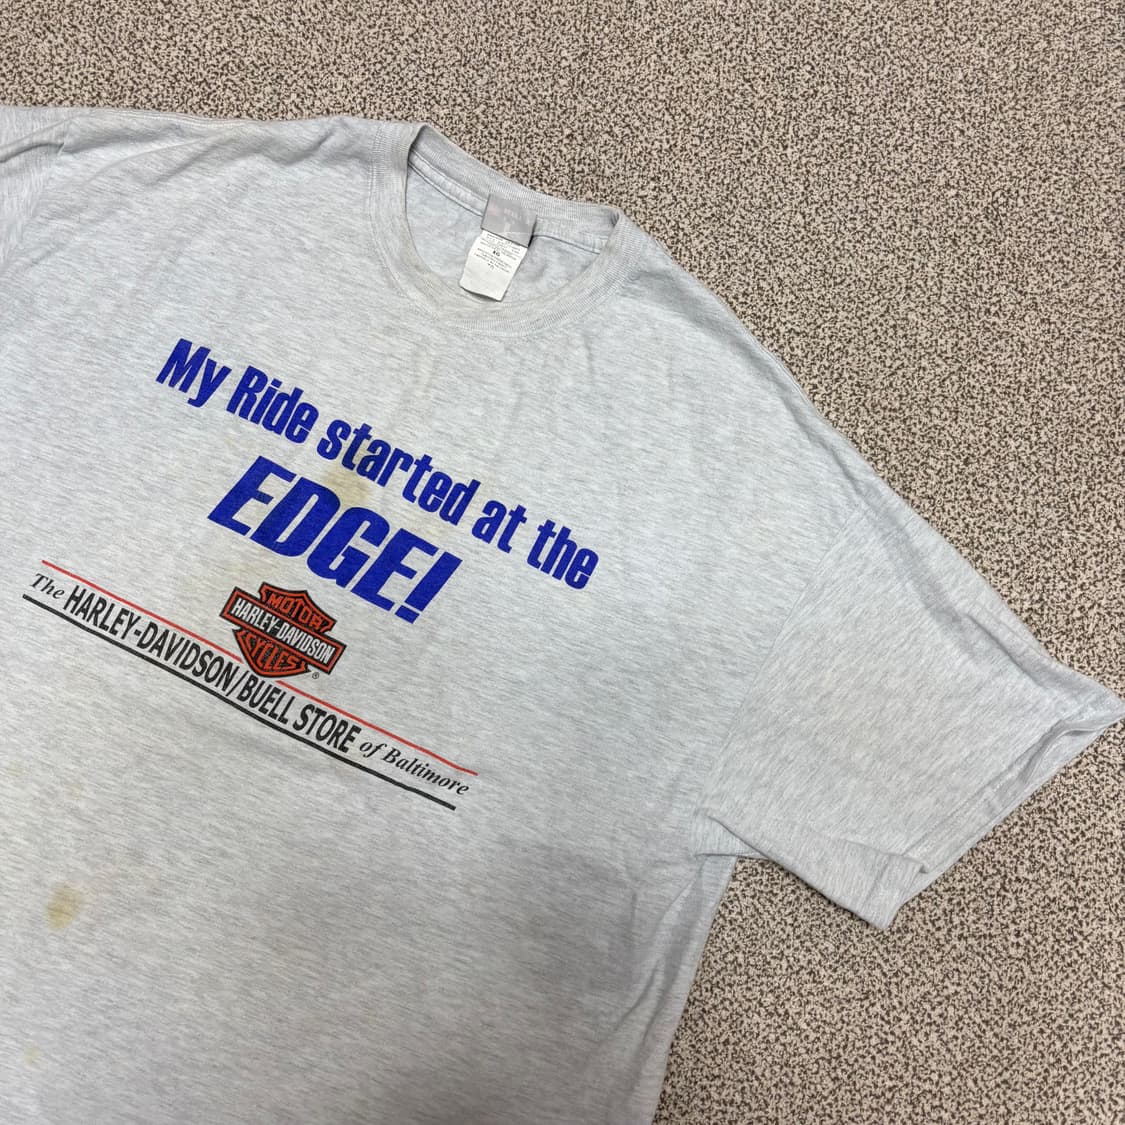 My Ride started at the
EDGE!
MOTOR
HARLEY-DAVIDSON
CYCLES
®
The HARLEY-DAVIDSON/BUELL STORE of Baltimore